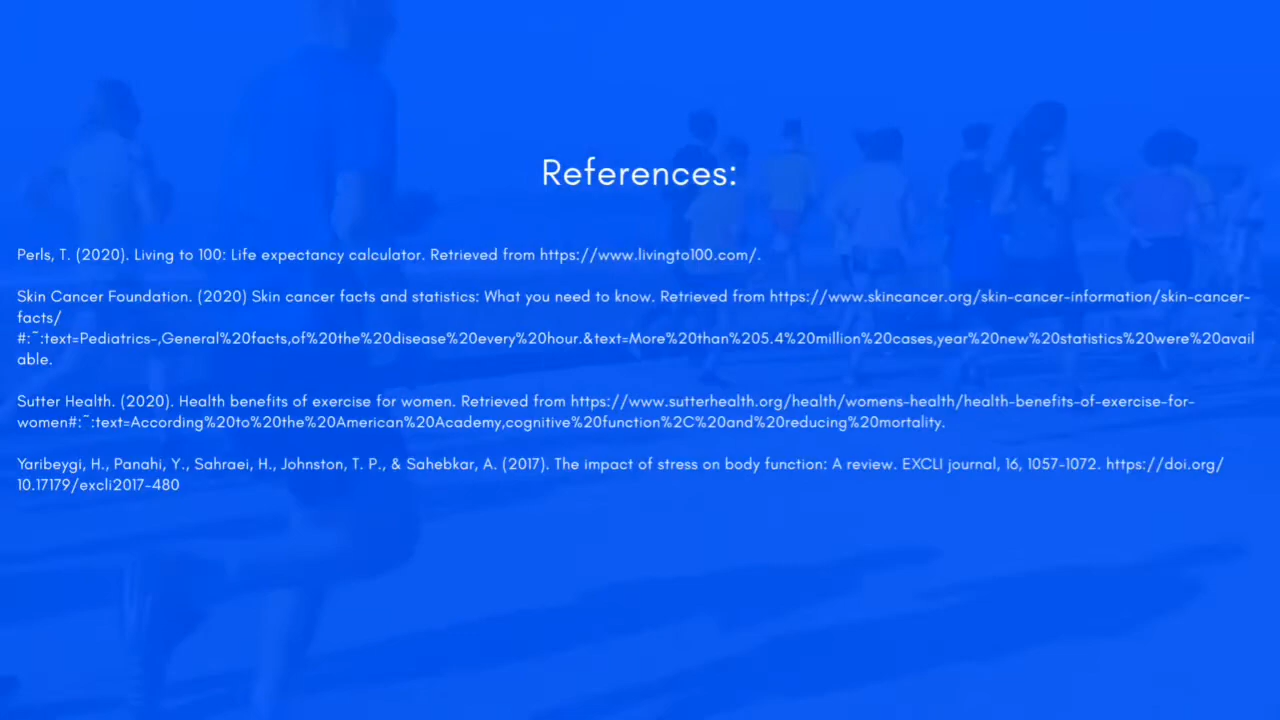 References:
Perls, T. (2020). Living to 100: Life expectancy calculator. Retrieved from https://www.livingto100.com/.
Skin Cancer Foundation. (2020) Skin cancer facts and statistics: What you need to know. Retrieved from https://www.skincancer.org/skin-cancer-information/skin-cancer-
facts/
#:~:text=Pediatrics-,General%20facts,of%20the%20disease%20every%20hour.&text=More%20than%205.4%20million%20cases,year%20new%20statistics%20were%20avail
able.
Sutter Health. (2020). Health benefits of exercise for women. Retrieved from https://www.sutterhealth.org/health/womens-health/health-benefits-of-exercise-for-
women#:~:text=According%20to%20the%20American%20Academy,cognitive%20function%2C%20and%20reducing%20mortality.
Yaribeygi, H., Panahi, Y., Sahraei, H., Johnston, T. P., & Sahebkar, A. (2017). The impact of stress on body function: A review. EXCLI journal, 16, 1057-1072. https://doi.org/
10.17179/excli2017-480